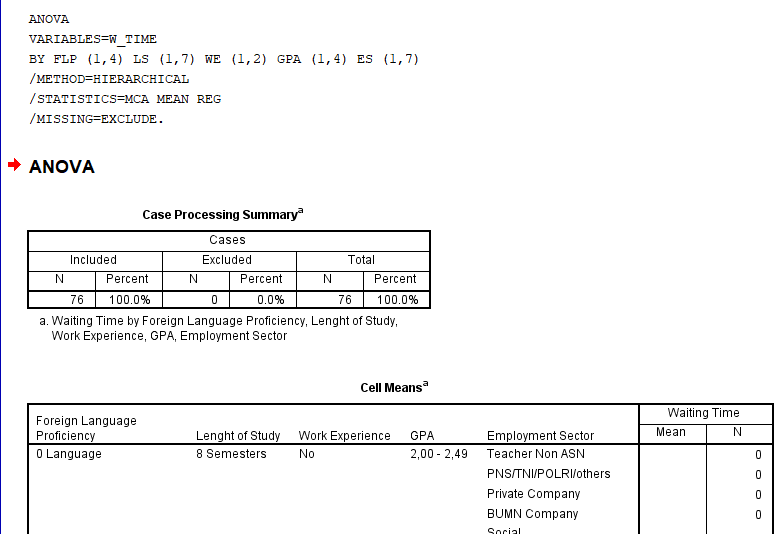 ANOVA
VARIABLES=W_TIME
BY FLP (1,4) LS (1,7) WE (1,2) GPA (1,4) ES (1,7)
/METHOD=HIERARCHICAL
/STATISTICS=MCA MEAN REG
/MISSING=EXCLUDE.
ANOVA
Case Processing Summarya
Cases
Included Excluded Total
N Percent N Percent N Percent
76 100.0% 0 0.0% 76 100.0%
a. Waiting Time by Foreign Language Proficiency, Lenght of Study,
Work Experience, GPA, Employment Sector
Cell Meansa
Waiting Time
Foreign Language
Proficiency Lenght of Study Work Experience GPA Employment Sector Mean N
0 Language 8 Semesters No 2,00 - 2,49 Teacher Non ASN 0
PNS/TNI/POLRI/others 0
Private Company 0
BUMN Company 0
Social